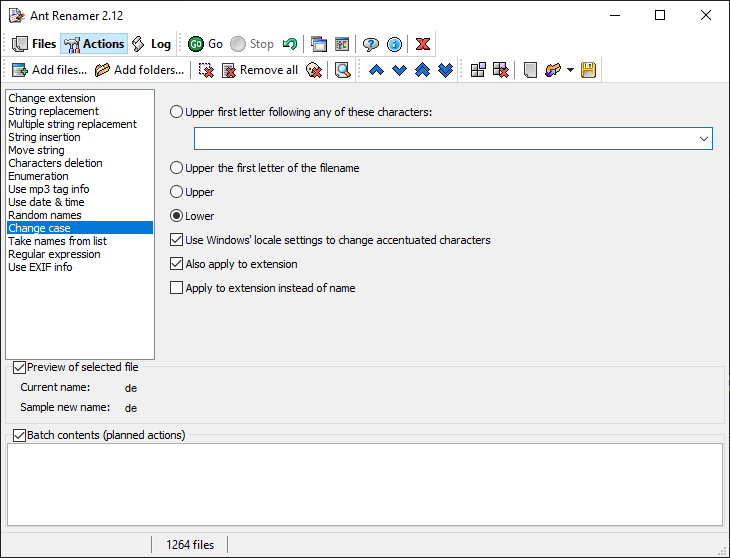 Ant Renamer 2.12
Files Actions Log Go Stop
Add files... Add folders... Remove all
Change extension
String replacement
Multiple string replacement
String insertion
Move string
Characters deletion
Enumeration
Use mp3 tag info
Use date & time
Random names
Change case
Take names from list
Regular expression
Use EXIF info
Upper first letter following any of these characters:
Upper the first letter of the filename
Upper
Lower
Use Windows' locale settings to change accentuated characters
Also apply to extension
Apply to extension instead of name
Preview of selected file
Current name: de
Sample new name: de
Batch contents (planned actions)
1264 files